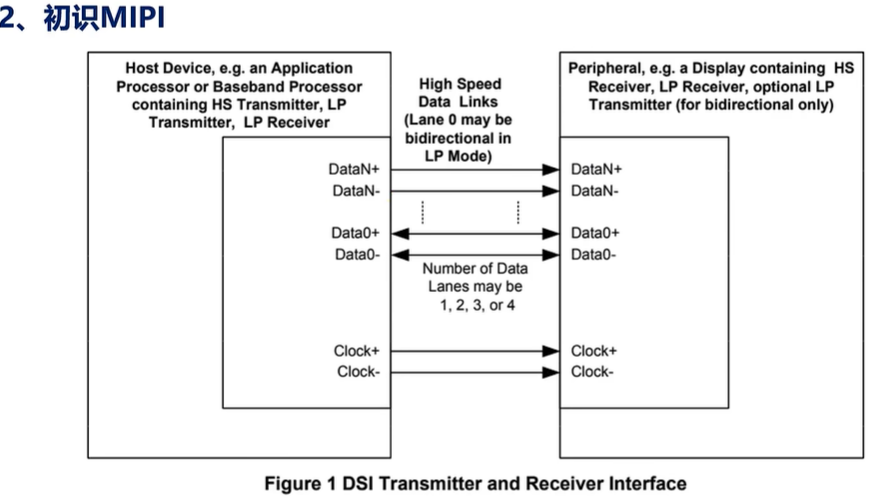 2、初识MIPI
Host Device, e.g. an Application
Processor or Baseband Processor
containing HS Transmitter, LP
Transmitter, LP Receiver
High Speed
Data Links
(Lane 0 may be
bidirectional in
LP Mode)
Peripheral, e.g. a Display containing HS
Receiver, LP Receiver, optional LP
Transmitter (for bidirectional only)
DataN+
DataN+
DataN-
DataN-
Data0+
Data0+
Data0-
Data0-
Number of Data
Lanes may be
1, 2, 3, or 4
Clock+
Clock+
Clock-
Clock-
Figure 1 DSI Transmitter and Receiver Interface